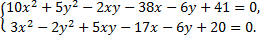 10x² + 5y² − 2xy − 38x − 6y + 41 = 0,
3x² − 2y² + 5xy − 17x − 6y + 20 = 0.